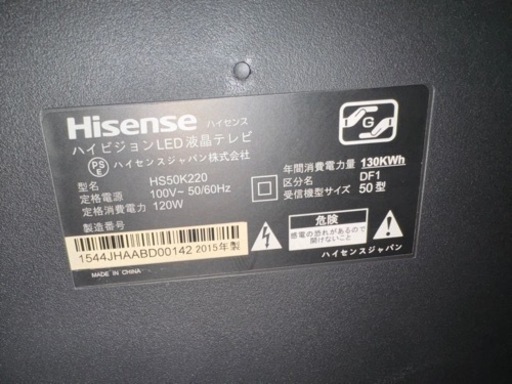 Hisense ハイセンス
ハイビジョンLED液晶テレビ
PS E ハイセンスジャパン株式会社
G
型名 HS50K220
定格電源 100V~50/60Hz
定格消費電力 120W
製造番号
年間消費電力量 130KWh
区分名 DF1
受信機型サイズ 50型
1544JHAABD00142 2015年製
MADE IN CHINA
危険
感電の恐れがあるので
開けないこと
ハイセンスジャパン